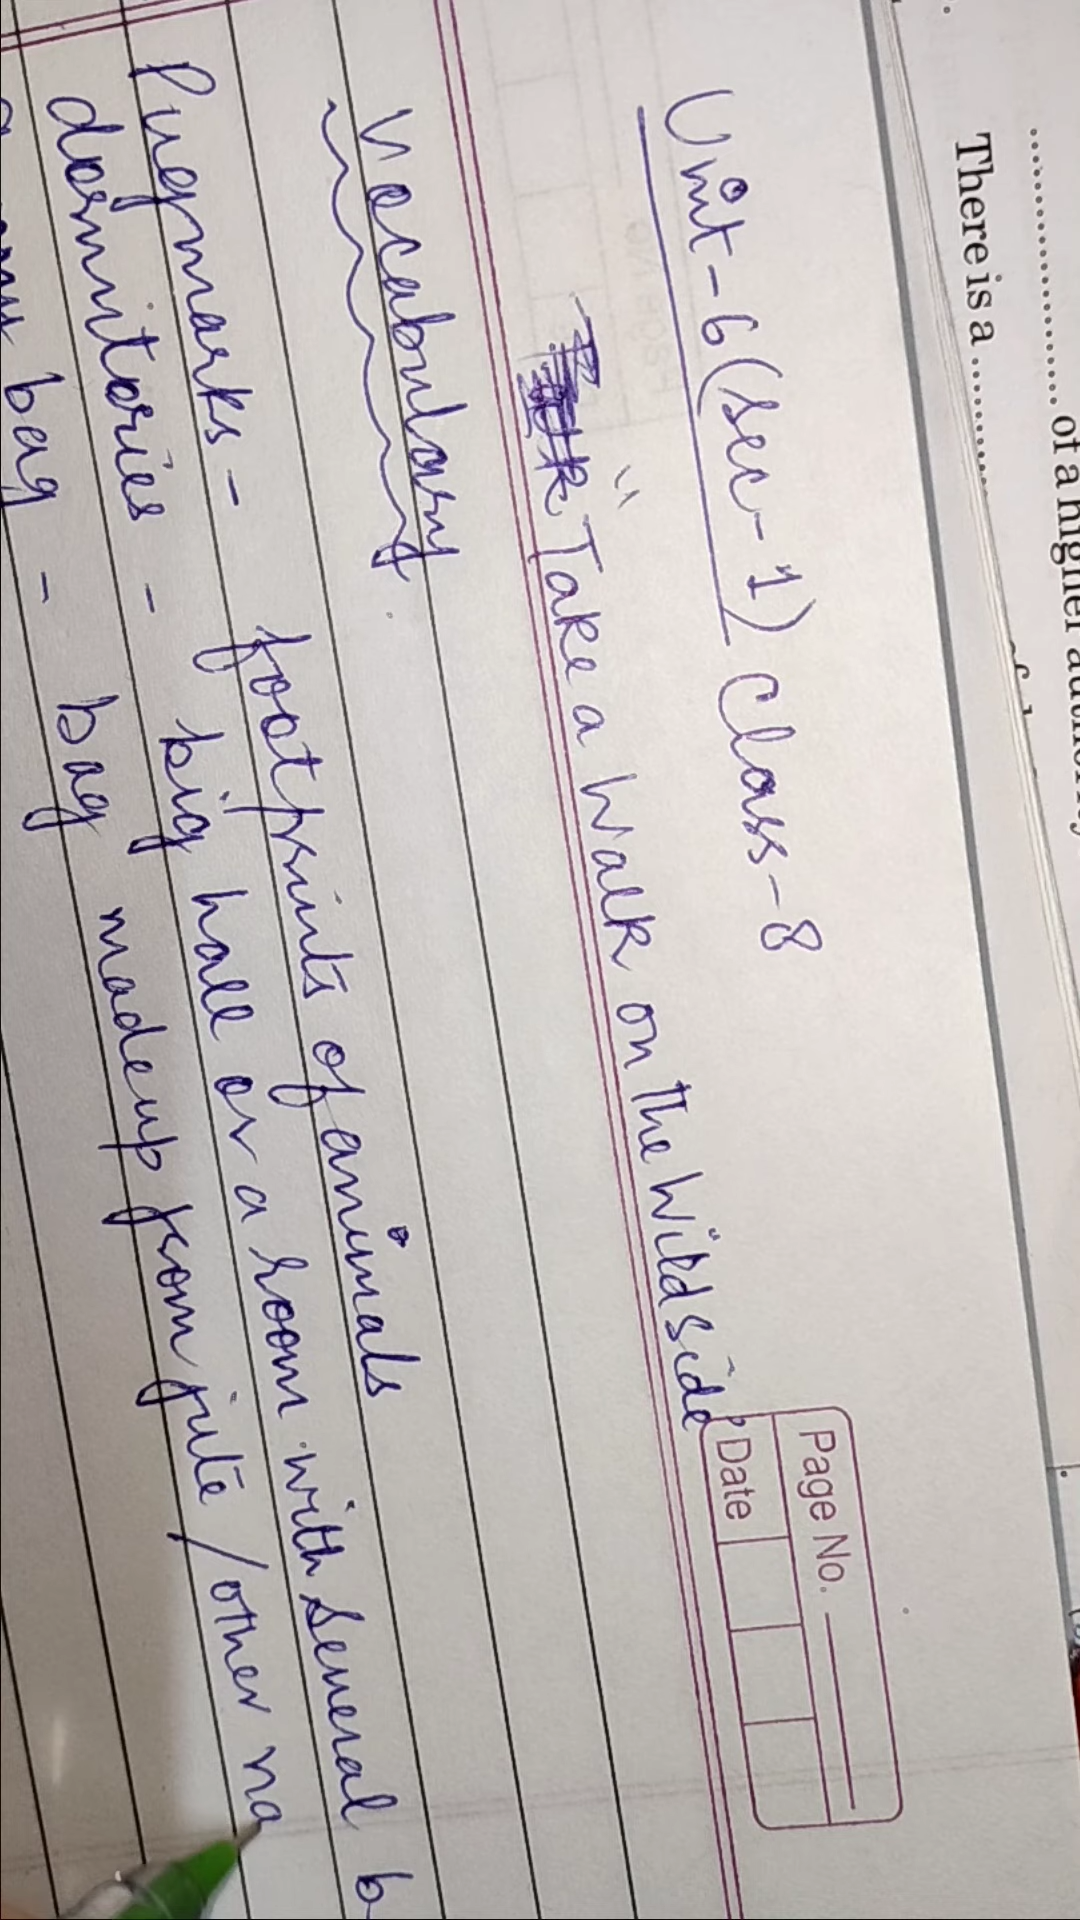 of a higher
There is a
Page No.
Date
Unit-6 (Sec-1) Class-8
"Take a Walk on the Wild Side"
Vocabulary
Pugmarks - footprints of animals
dormitories - big hall or a room with several b
bag - bag made up from jute / other na